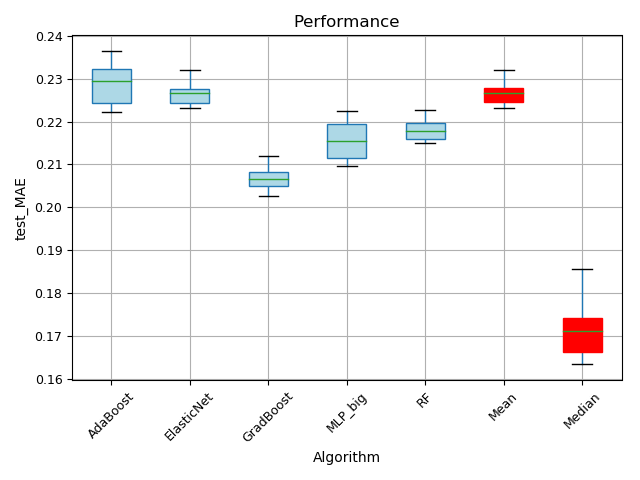 Performance
0.24
0.23
0.22
0.21
0.20
0.19
0.18
0.17
0.16
test_MAE
AdaBoost
ElasticNet
GradBoost
MLP_big
RF
Mean
Median
Algorithm